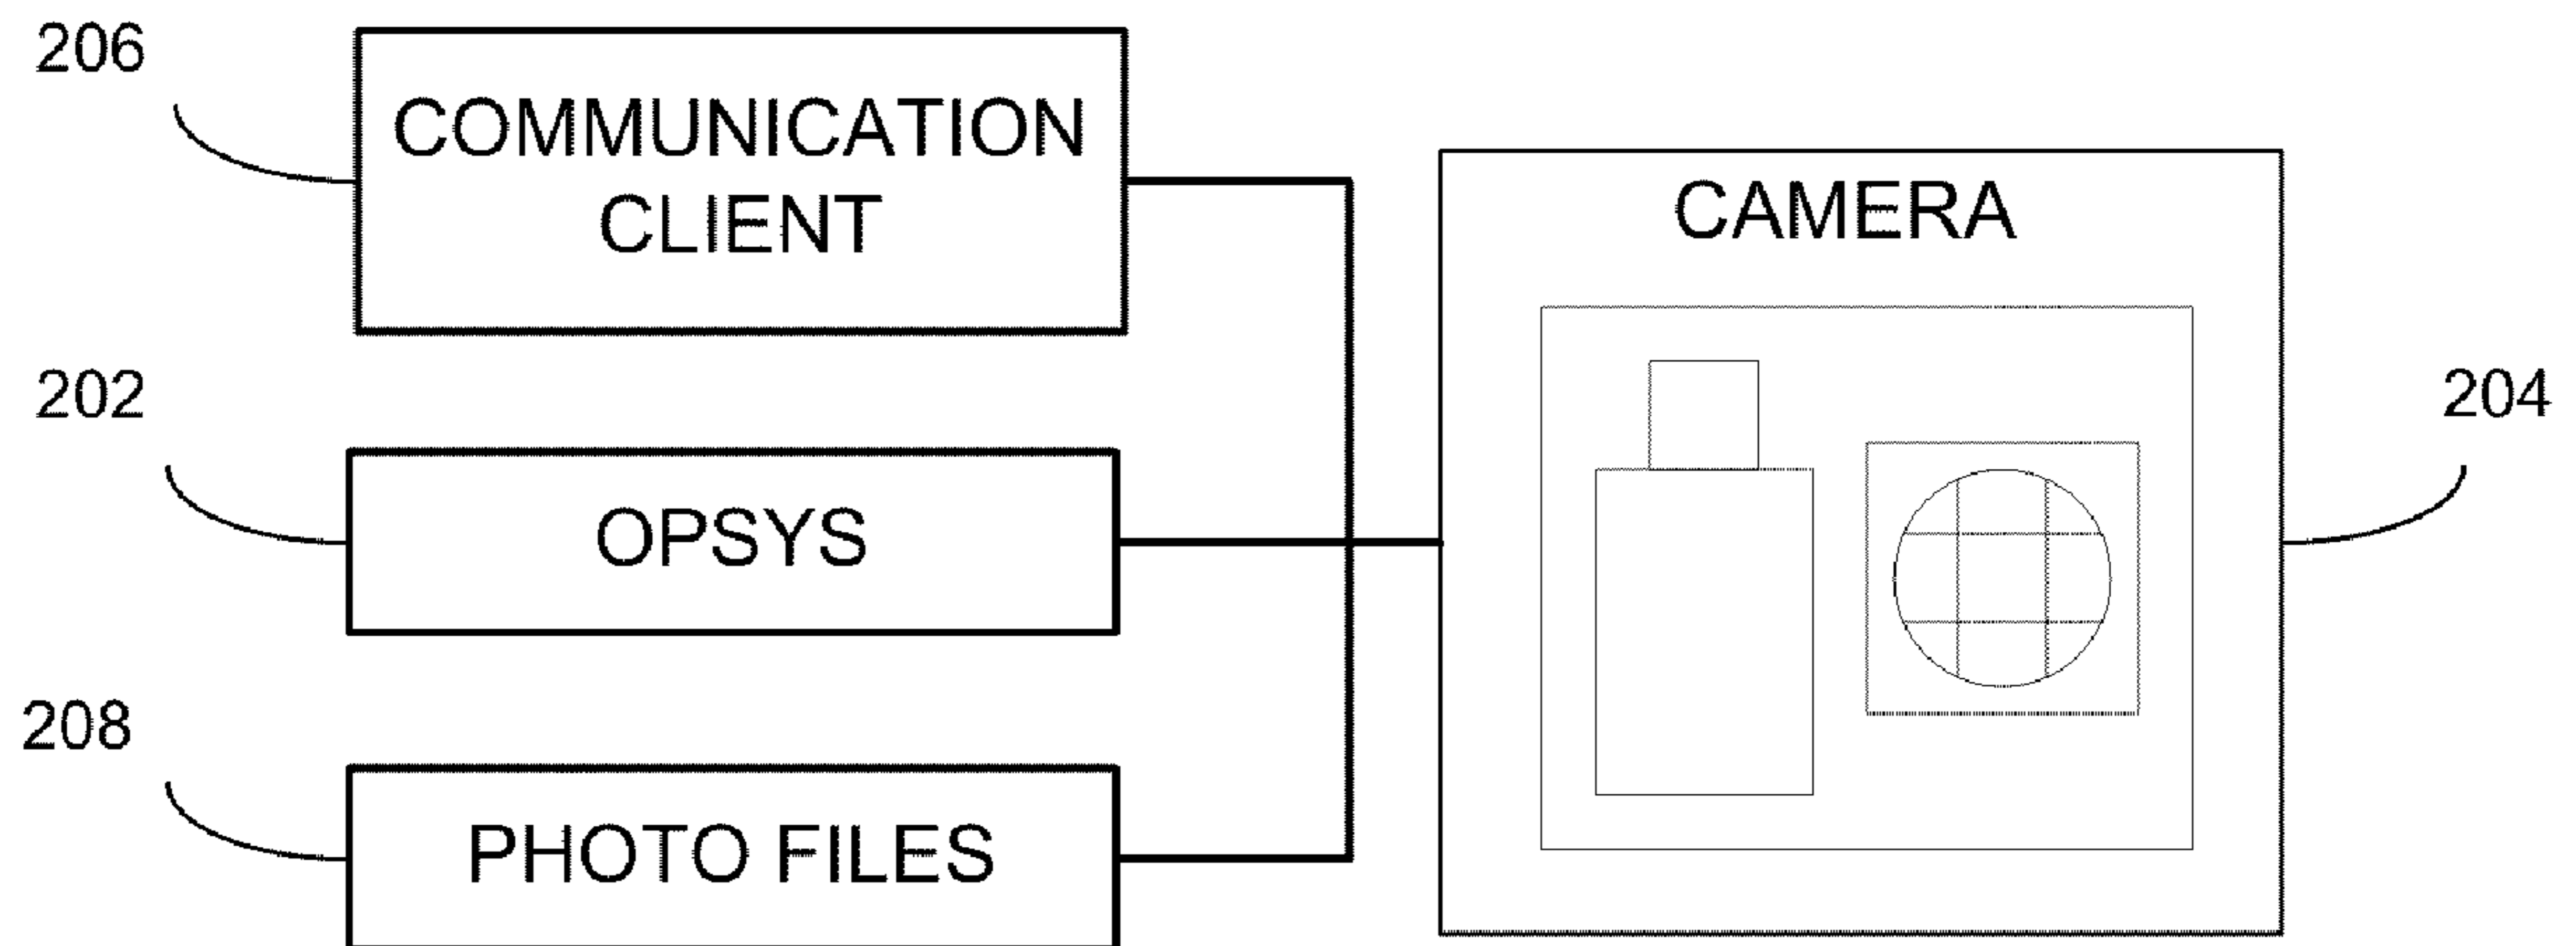 206
COMMUNICATION
CLIENT
CAMERA
202
OPSYS
204
208
PHOTO FILES